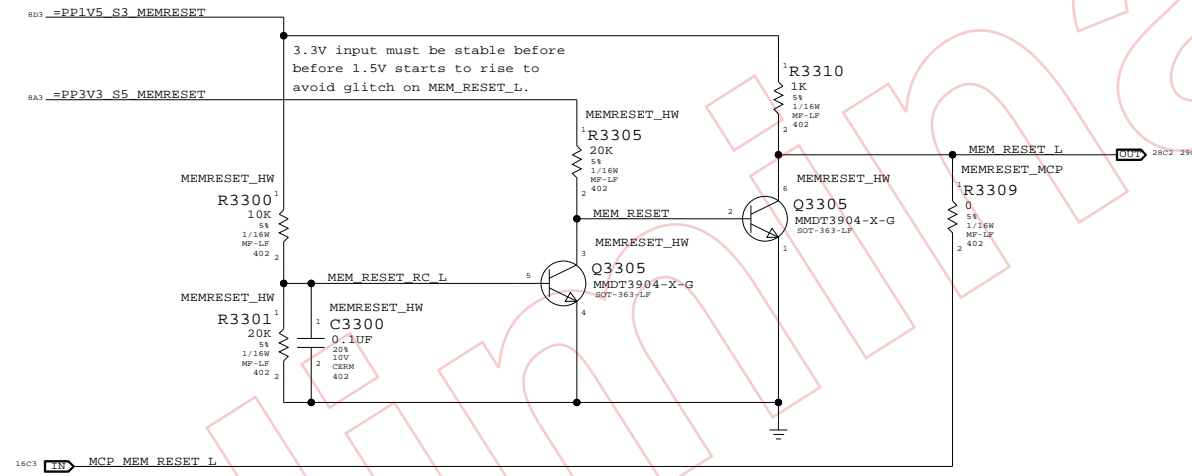 8D3 =PP1V5_S3_MEMRESET
3.3V input must be stable before
before 1.5V starts to rise to
avoid glitch on MEM_RESET_L.
8A3 =PP3V3_S5_MEMRESET
1
R3310
1K
5%
1/16W
MF-LF
402
2
MEMRESET_HW
1
R3305
20K
5%
1/16W
MF-LF
402
2
MEM_RESET_L
OUT
28C2
MEMRESET_MCP
1
R3309
0
5%
1/16W
MF-LF
402
2
MEMRESET_HW
R3300
1
10K
5%
1/16W
MF-LF
402
2
MEMRESET_HW
6
Q3305
MMDT3904-X-G
SOT-363-LF
2
1
MEM_RESET
MEMRESET_HW
3
Q3305
MMDT3904-X-G
SOT-363-LF
5
4
MEM_RESET_RC_L
MEMRESET_HW
R3301
1
20K
5%
1/16W
MF-LF
402
2
MEMRESET_HW
1
C3300
0.1UF
20%
10V
CERM
402
2
16C3 IN MCP_MEM_RESET_L